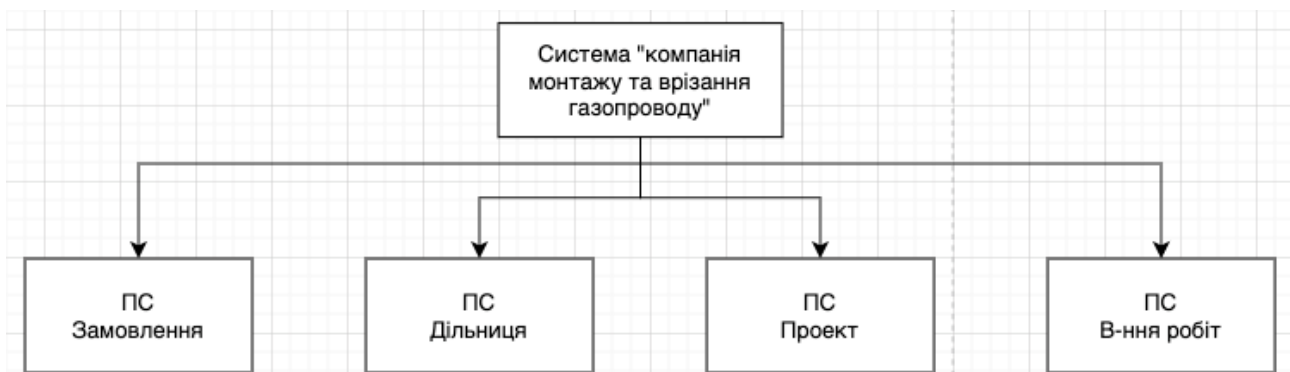 Система "компанія
монтажу та врізання
газопроводу"
ПС
Замовлення
ПС
Дільниця
ПС
Проект
ПС
В-ння робіт